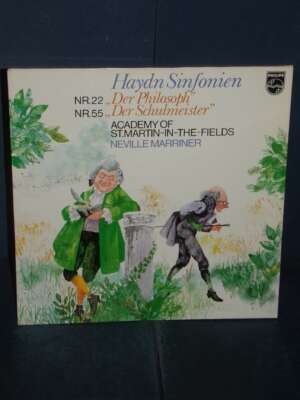 Haydn Sinfonien
PHILIPS
NR.22 „Der Philosoph”
NR.55 „Der Schulmeister”
ACADEMY OF
ST. MARTIN-IN-THE-FIELDS
NEVILLE MARRINER